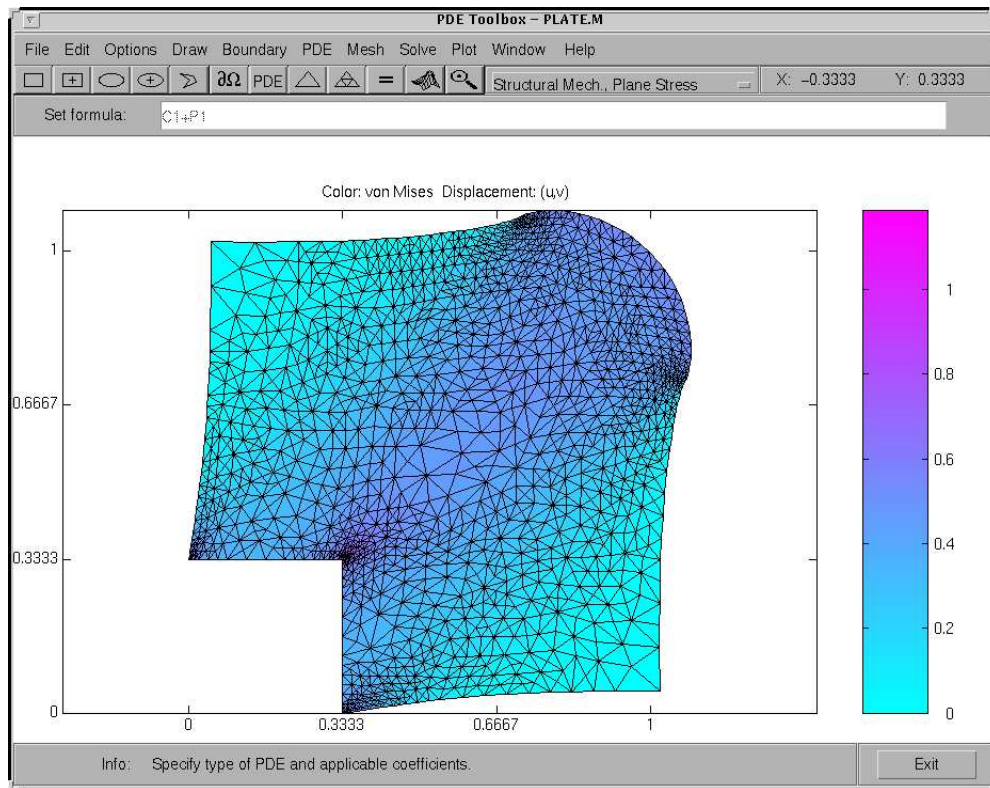 PDE Toolbox – PLATE.M
File Edit Options Draw Boundary PDE Mesh Solve Plot Window Help
∂Ω PDE = Structural Mech., Plane Stress X: −0.3333 Y: 0.3333
Set formula: C1+P1
Color: von Mises Displacement: (u,v)
1
0.6667
0.3333
0
0 0.3333 0.6667 1
1
0.8
0.6
0.4
0.2
0
Info: Specify type of PDE and applicable coefficients. Exit